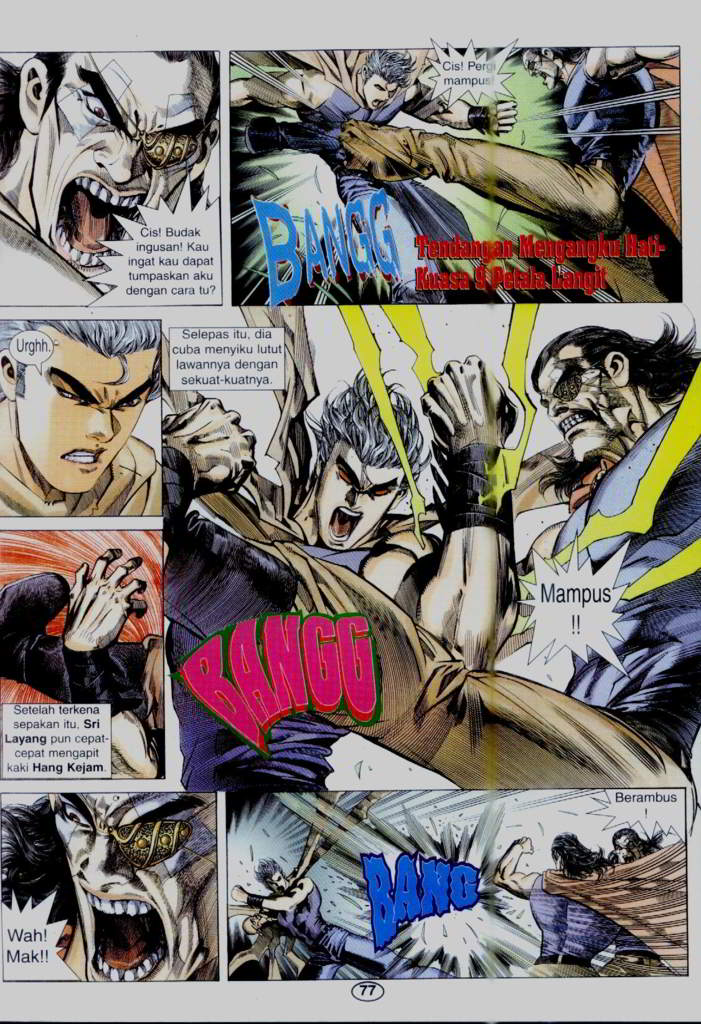 Cis! Budak
ingusan! Kau
ingat kau dapat
tumpaskan aku
dengan cara tu?
Cis! Pergi
mampus!
BANGG
Tendangan Mengangku Hati-
Kuasa 9 Petala Langit
Urghh.
Selepas itu, dia
cuba menyiku lutut
lawannya dengan
sekuat-kuatnya.
Mampus
!!
BANGG
Setelah terkena
sepakan itu, Sri
Layang pun cepat-
cepat mengapit
kaki Hang Kejam.
Wah!
Mak!!
BANG
Berambus
!
77